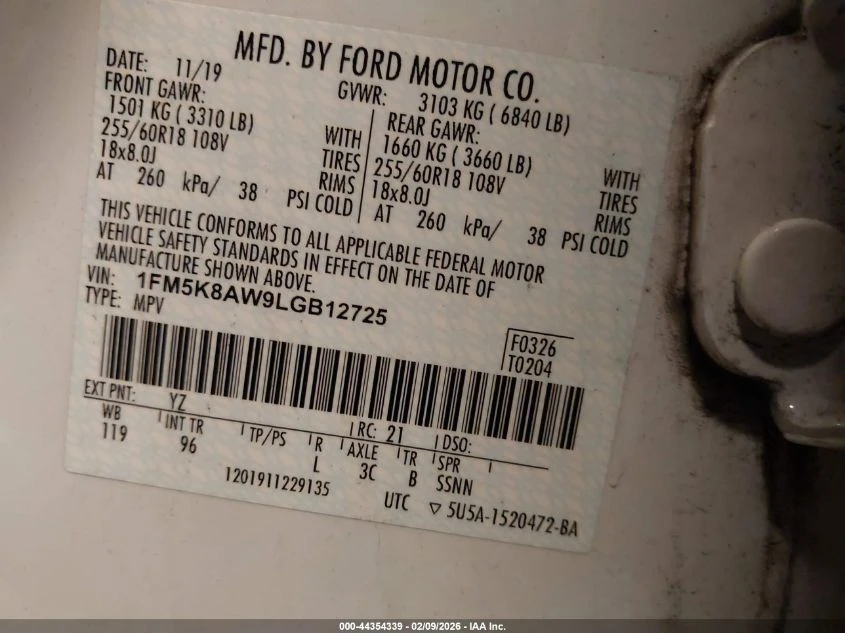 MFD. BY FORD MOTOR CO.
DATE: 11/19 GVWR: 3103 KG ( 6840 LB)
FRONT GAWR: REAR GAWR:
1501 KG ( 3310 LB) WITH 1660 KG ( 3660 LB) WITH
255/60R18 108V TIRES 255/60R18 108V TIRES
18x8.0J RIMS 18x8.0J RIMS
AT 260 kPa/ 38 PSI COLD AT 260 kPa/ 38 PSI COLD
THIS VEHICLE CONFORMS TO ALL APPLICABLE FEDERAL MOTOR
VEHICLE SAFETY STANDARDS IN EFFECT ON THE DATE OF
MANUFACTURE SHOWN ABOVE.
VIN: 1FM5K8AW9LGB12725
TYPE: MPV
F0326
T0204
EXT PNT: YZ RC: 21 DSO:
WB INT TR TP/PS R AXLE TR SPR
119 96 L 3C B SSNN
1201911229135
UTC ▽ 5U5A-1520472-BA
000-44354339 - 02/09/2026 - IAA Inc.